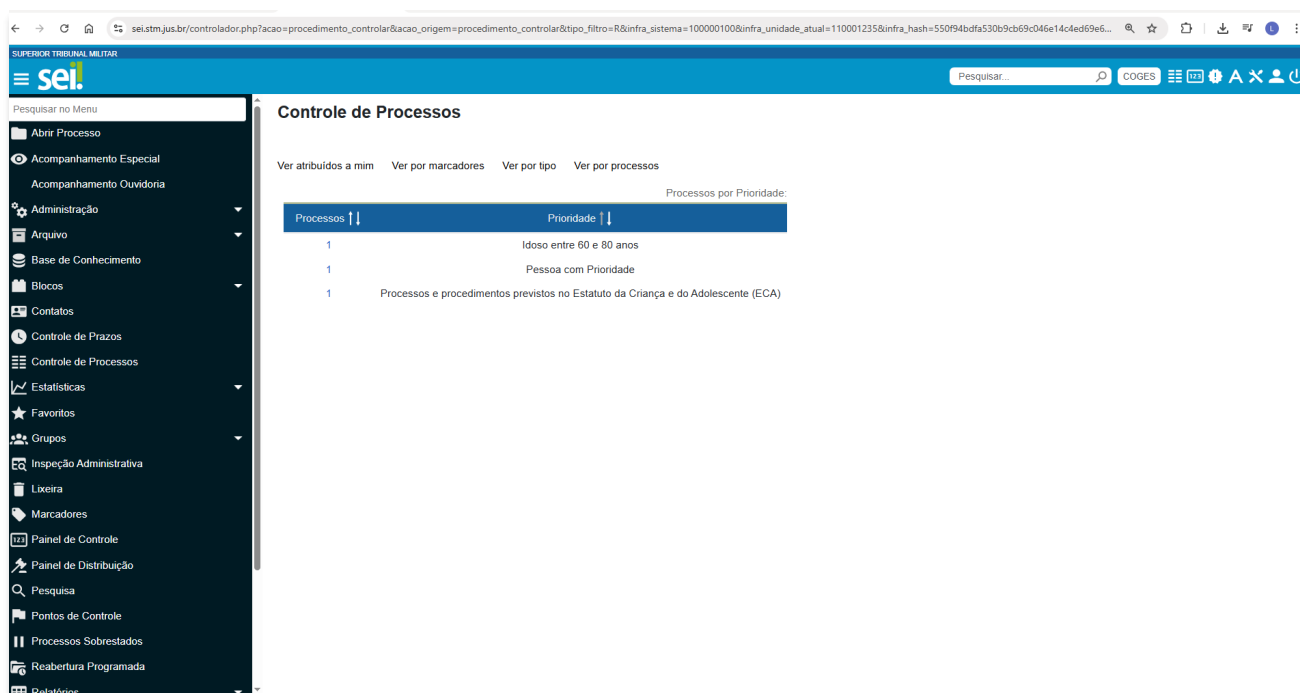 sei.stm.jus.br/controlador.php?acao=procedimento_controlar&acao_origem=procedimento_controlar&tipo_filtro=R&infra_sistema=100000100&infra_unidade_atual=110001235&infra_hash=550f94bdfa530b9cb69c046e14c4ed69e6...
L
SUPERIOR TRIBUNAL MILITAR
sei!
Pesquisar...
COGES
123
A
Pesquisar no Menu
Abrir Processo
Acompanhamento Especial
Acompanhamento Ouvidoria
Administração
Arquivo
Base de Conhecimento
Blocos
Contatos
Controle de Prazos
Controle de Processos
Estatísticas
Favoritos
Grupos
Inspeção Administrativa
Lixeira
Marcadores
123 Painel de Controle
Painel de Distribuição
Pesquisa
Pontos de Controle
Processos Sobrestados
Reabertura Programada
Relatórios
Controle de Processos
Ver atribuídos a mim Ver por marcadores Ver por tipo Ver por processos
Processos por Prioridade:
Processos Prioridade
1 Idoso entre 60 e 80 anos
1 Pessoa com Prioridade
1 Processos e procedimentos previstos no Estatuto da Criança e do Adolescente (ECA)